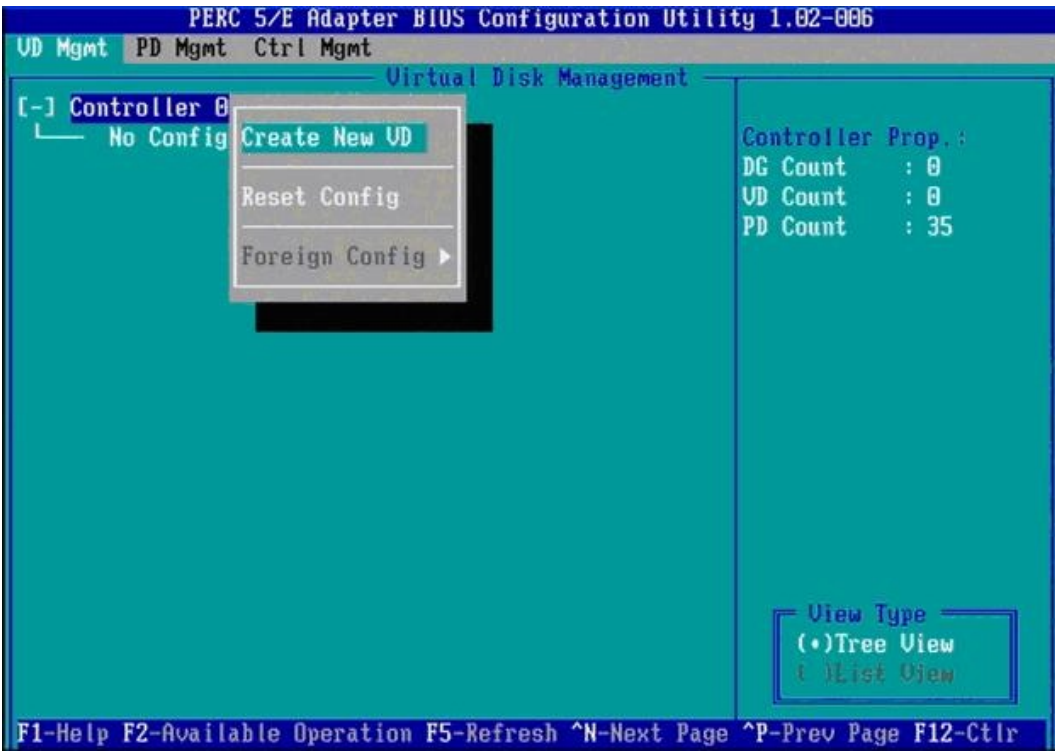 PERC 5/E Adapter BIOS Configuration Utility 1.02-006
VD Mgmt PD Mgmt Ctrl Mgmt
Virtual Disk Management
[-] Controller 0
No Config
Create New VD
Reset Config
Foreign Config ▶
Controller Prop.:
DG Count : 0
VD Count : 0
PD Count : 35
View Type
(•)Tree View
( )List View
F1-Help F2-Available Operation F5-Refresh ^N-Next Page ^P-Prev Page F12-Ctlr